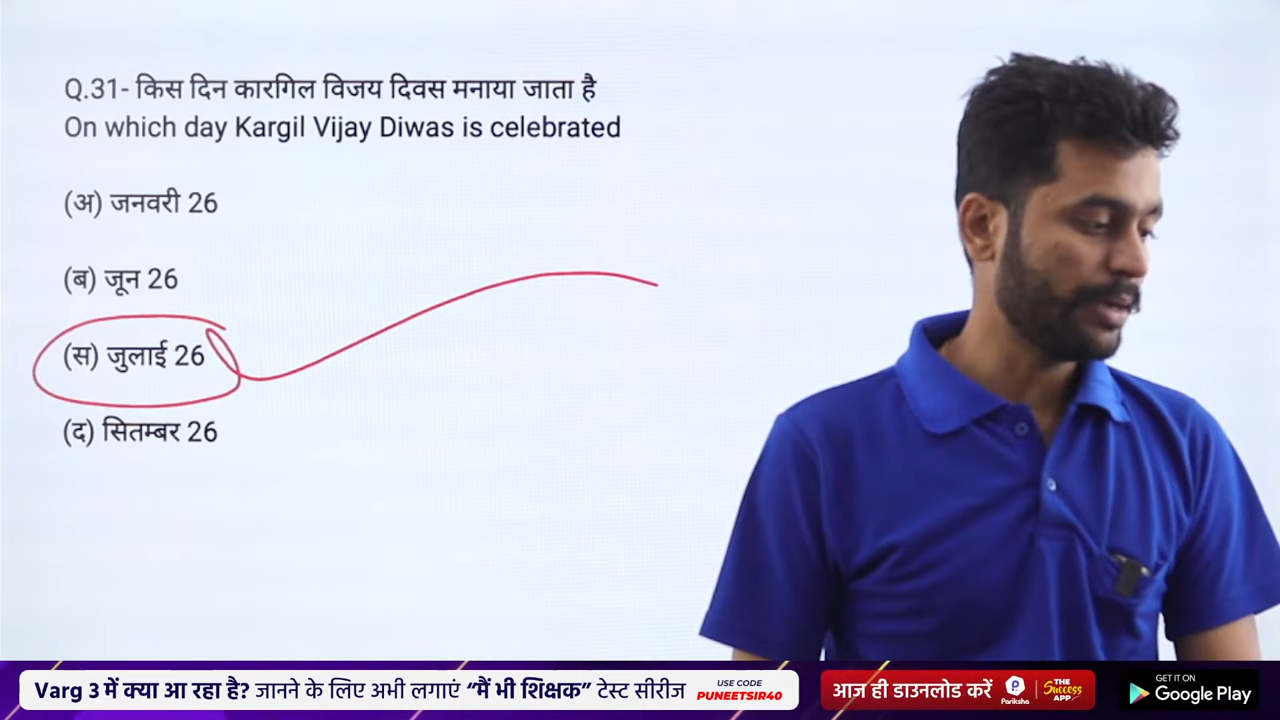 Q.31- किस दिन कारगिल विजय दिवस मनाया जाता है
On which day Kargil Vijay Diwas is celebrated
(अ) जनवरी 26
(ब) जून 26
(स) जुलाई 26
(द) सितम्बर 26
Varg 3 में क्या आ रहा है? जानने के लिए अभी लगाएं “मैं भी शिक्षक” टेस्ट सीरीज
USE CODE
PUNEETSIR40
आज ही डाउनलोड करें
Pariksha
THE Success APP
GET IT ON
Google Play